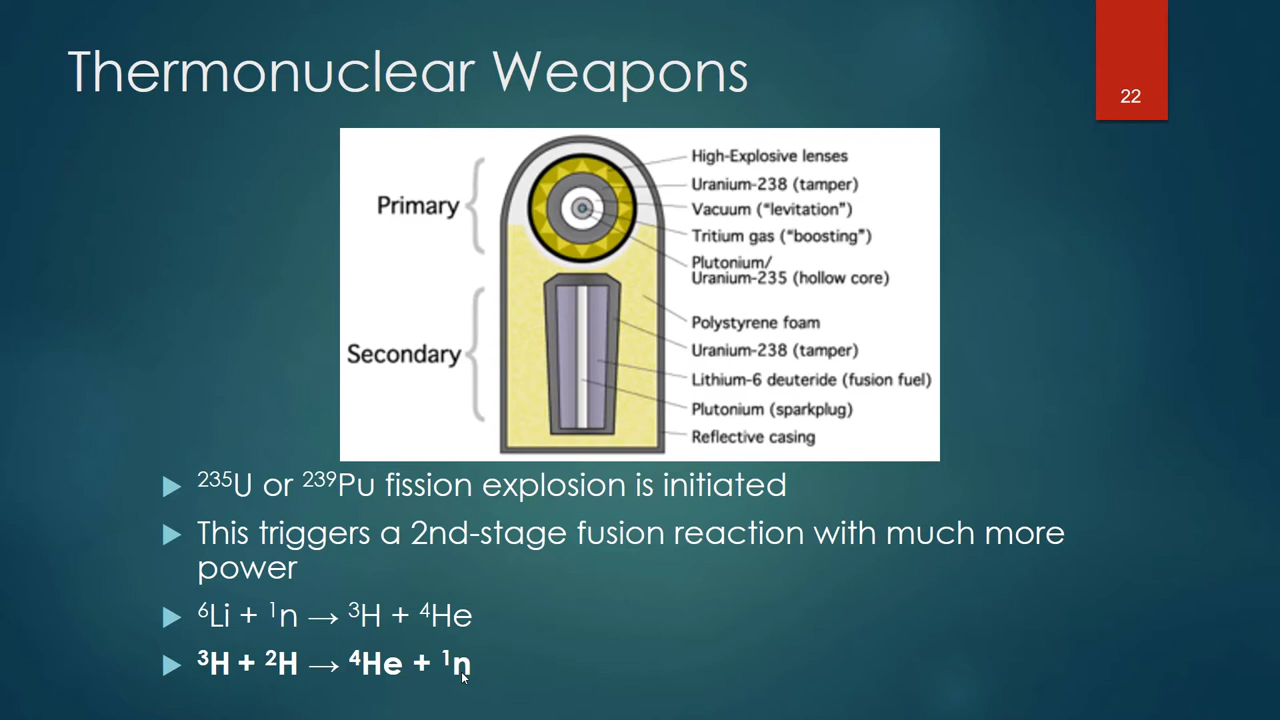 Thermonuclear Weapons
22
Primary
Secondary
High-Explosive lenses
Uranium-238 (tamper)
Vacuum (“levitation”)
Tritium gas (“boosting”)
Plutonium/
Uranium-235 (hollow core)
Polystyrene foam
Uranium-238 (tamper)
Lithium-6 deuteride (fusion fuel)
Plutonium (sparkplug)
Reflective casing
²³⁵U or ²³⁹Pu fission explosion is initiated
This triggers a 2nd-stage fusion reaction with much more
power
⁶Li + ¹n → ³H + ⁴He
³H + ²H → ⁴He + ¹n